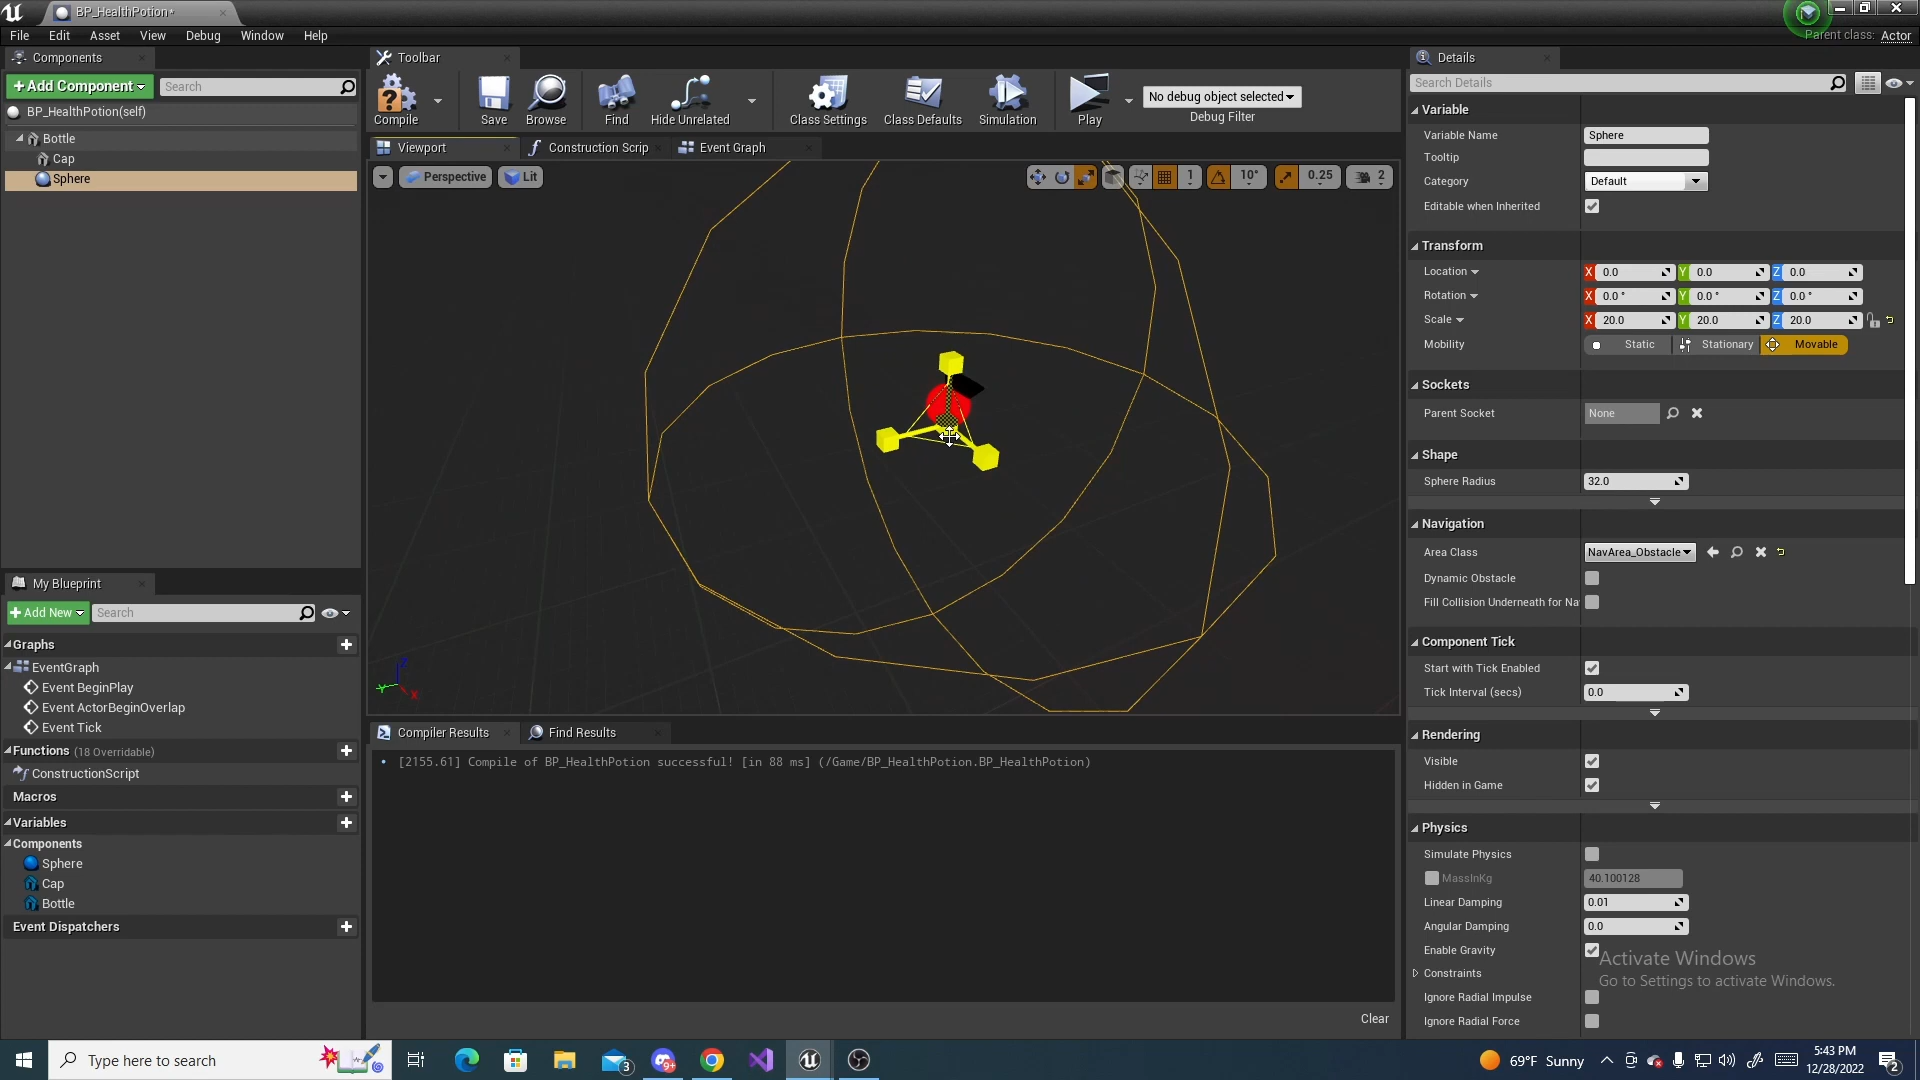 BP_HealthPotion*
File Edit Asset View Debug Window Help
Parent class: Actor
Components
+ Add Component
Search
BP_HealthPotion(self)
Bottle
Cap
Sphere
My Blueprint
+ Add New
Search
Graphs
EventGraph
Event BeginPlay
Event ActorBeginOverlap
Event Tick
Functions (18 Overridable)
ConstructionScript
Macros
Variables
Components
Sphere
Cap
Bottle
Event Dispatchers
Toolbar
Compile
Save
Browse
Find
Hide Unrelated
Class Settings
Class Defaults
Simulation
Play
No debug object selected
Debug Filter
Viewport
Construction Scrip
Event Graph
Perspective
Lit
1
10°
0.25
2
Z
Y
X
Compiler Results
Find Results
[2155.61] Compile of BP_HealthPotion successful! [in 88 ms] (/Game/BP_HealthPotion.BP_HealthPotion)
Clear
Details
Search Details
Variable
Variable Name Sphere
Tooltip
Category Default
Editable when Inherited
Transform
Location X 0.0 Y 0.0 Z 0.0
Rotation X 0.0 ° Y 0.0 ° Z 0.0 °
Scale X 20.0 Y 20.0 Z 20.0
Mobility Static Stationary Movable
Sockets
Parent Socket None
Shape
Sphere Radius 32.0
Navigation
Area Class NavArea_Obstacle
Dynamic Obstacle
Fill Collision Underneath for Na
Component Tick
Start with Tick Enabled
Tick Interval (secs) 0.0
Rendering
Visible
Hidden in Game
Physics
Simulate Physics
MassInKg 40.100128
Linear Damping 0.01
Angular Damping 0.0
Enable Gravity
Constraints
Ignore Radial Impulse
Ignore Radial Force
Activate Windows
Go to Settings to activate Windows.
Type here to search
3
9+
69°F Sunny
5:43 PM
12/28/2022
2